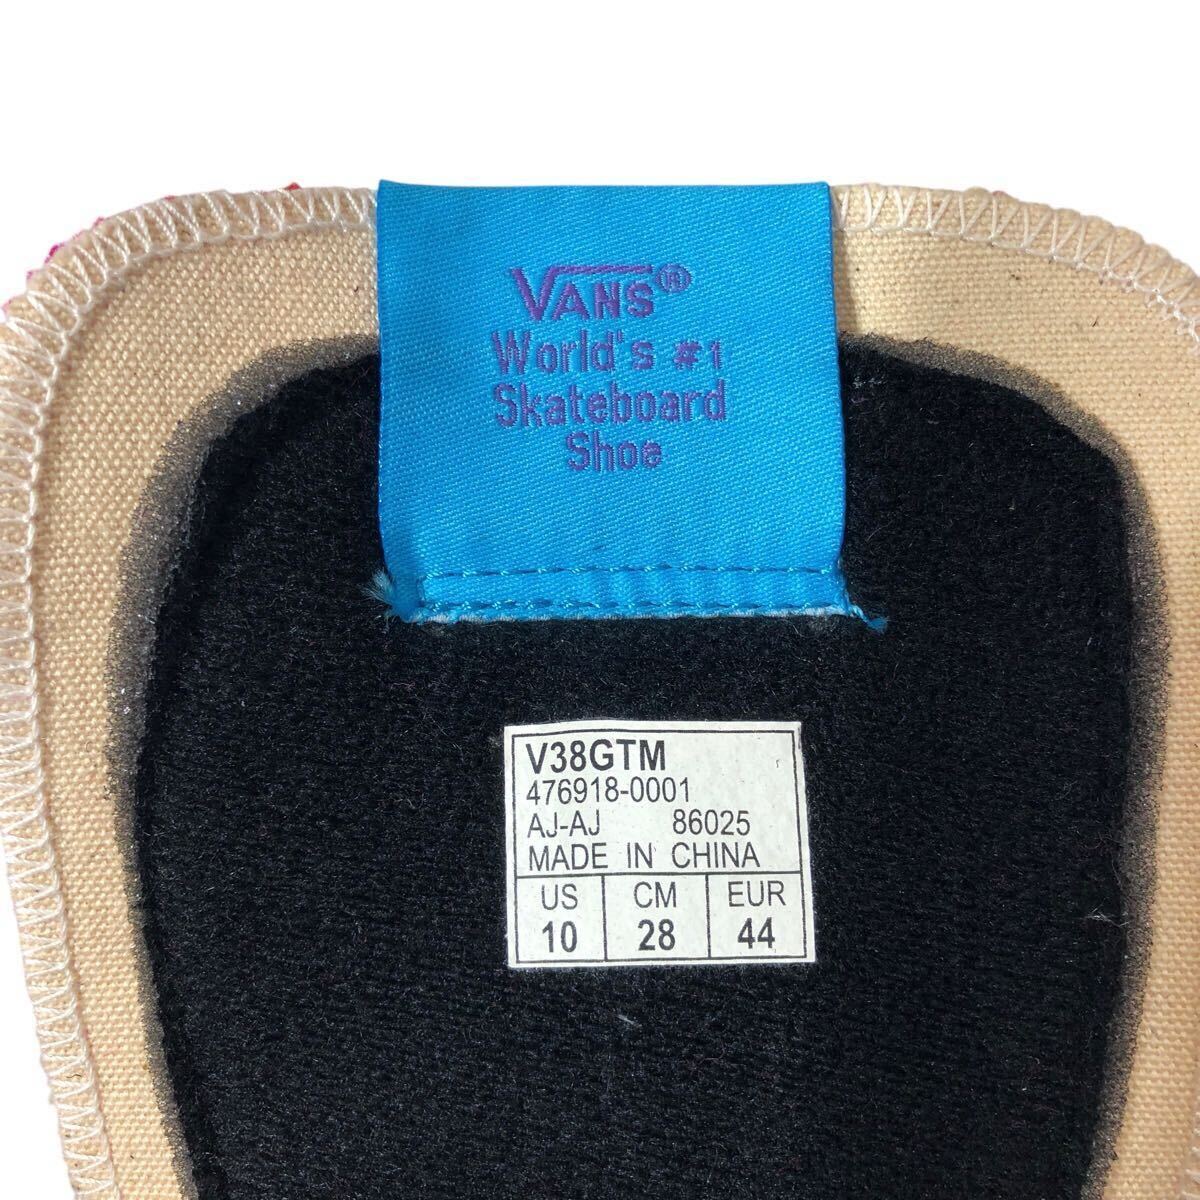 VANS®
World's #1
Skateboard
Shoe
V38GTM
476918-0001
AJ-AJ 86025
MADE IN CHINA
US CM EUR
10 28 44